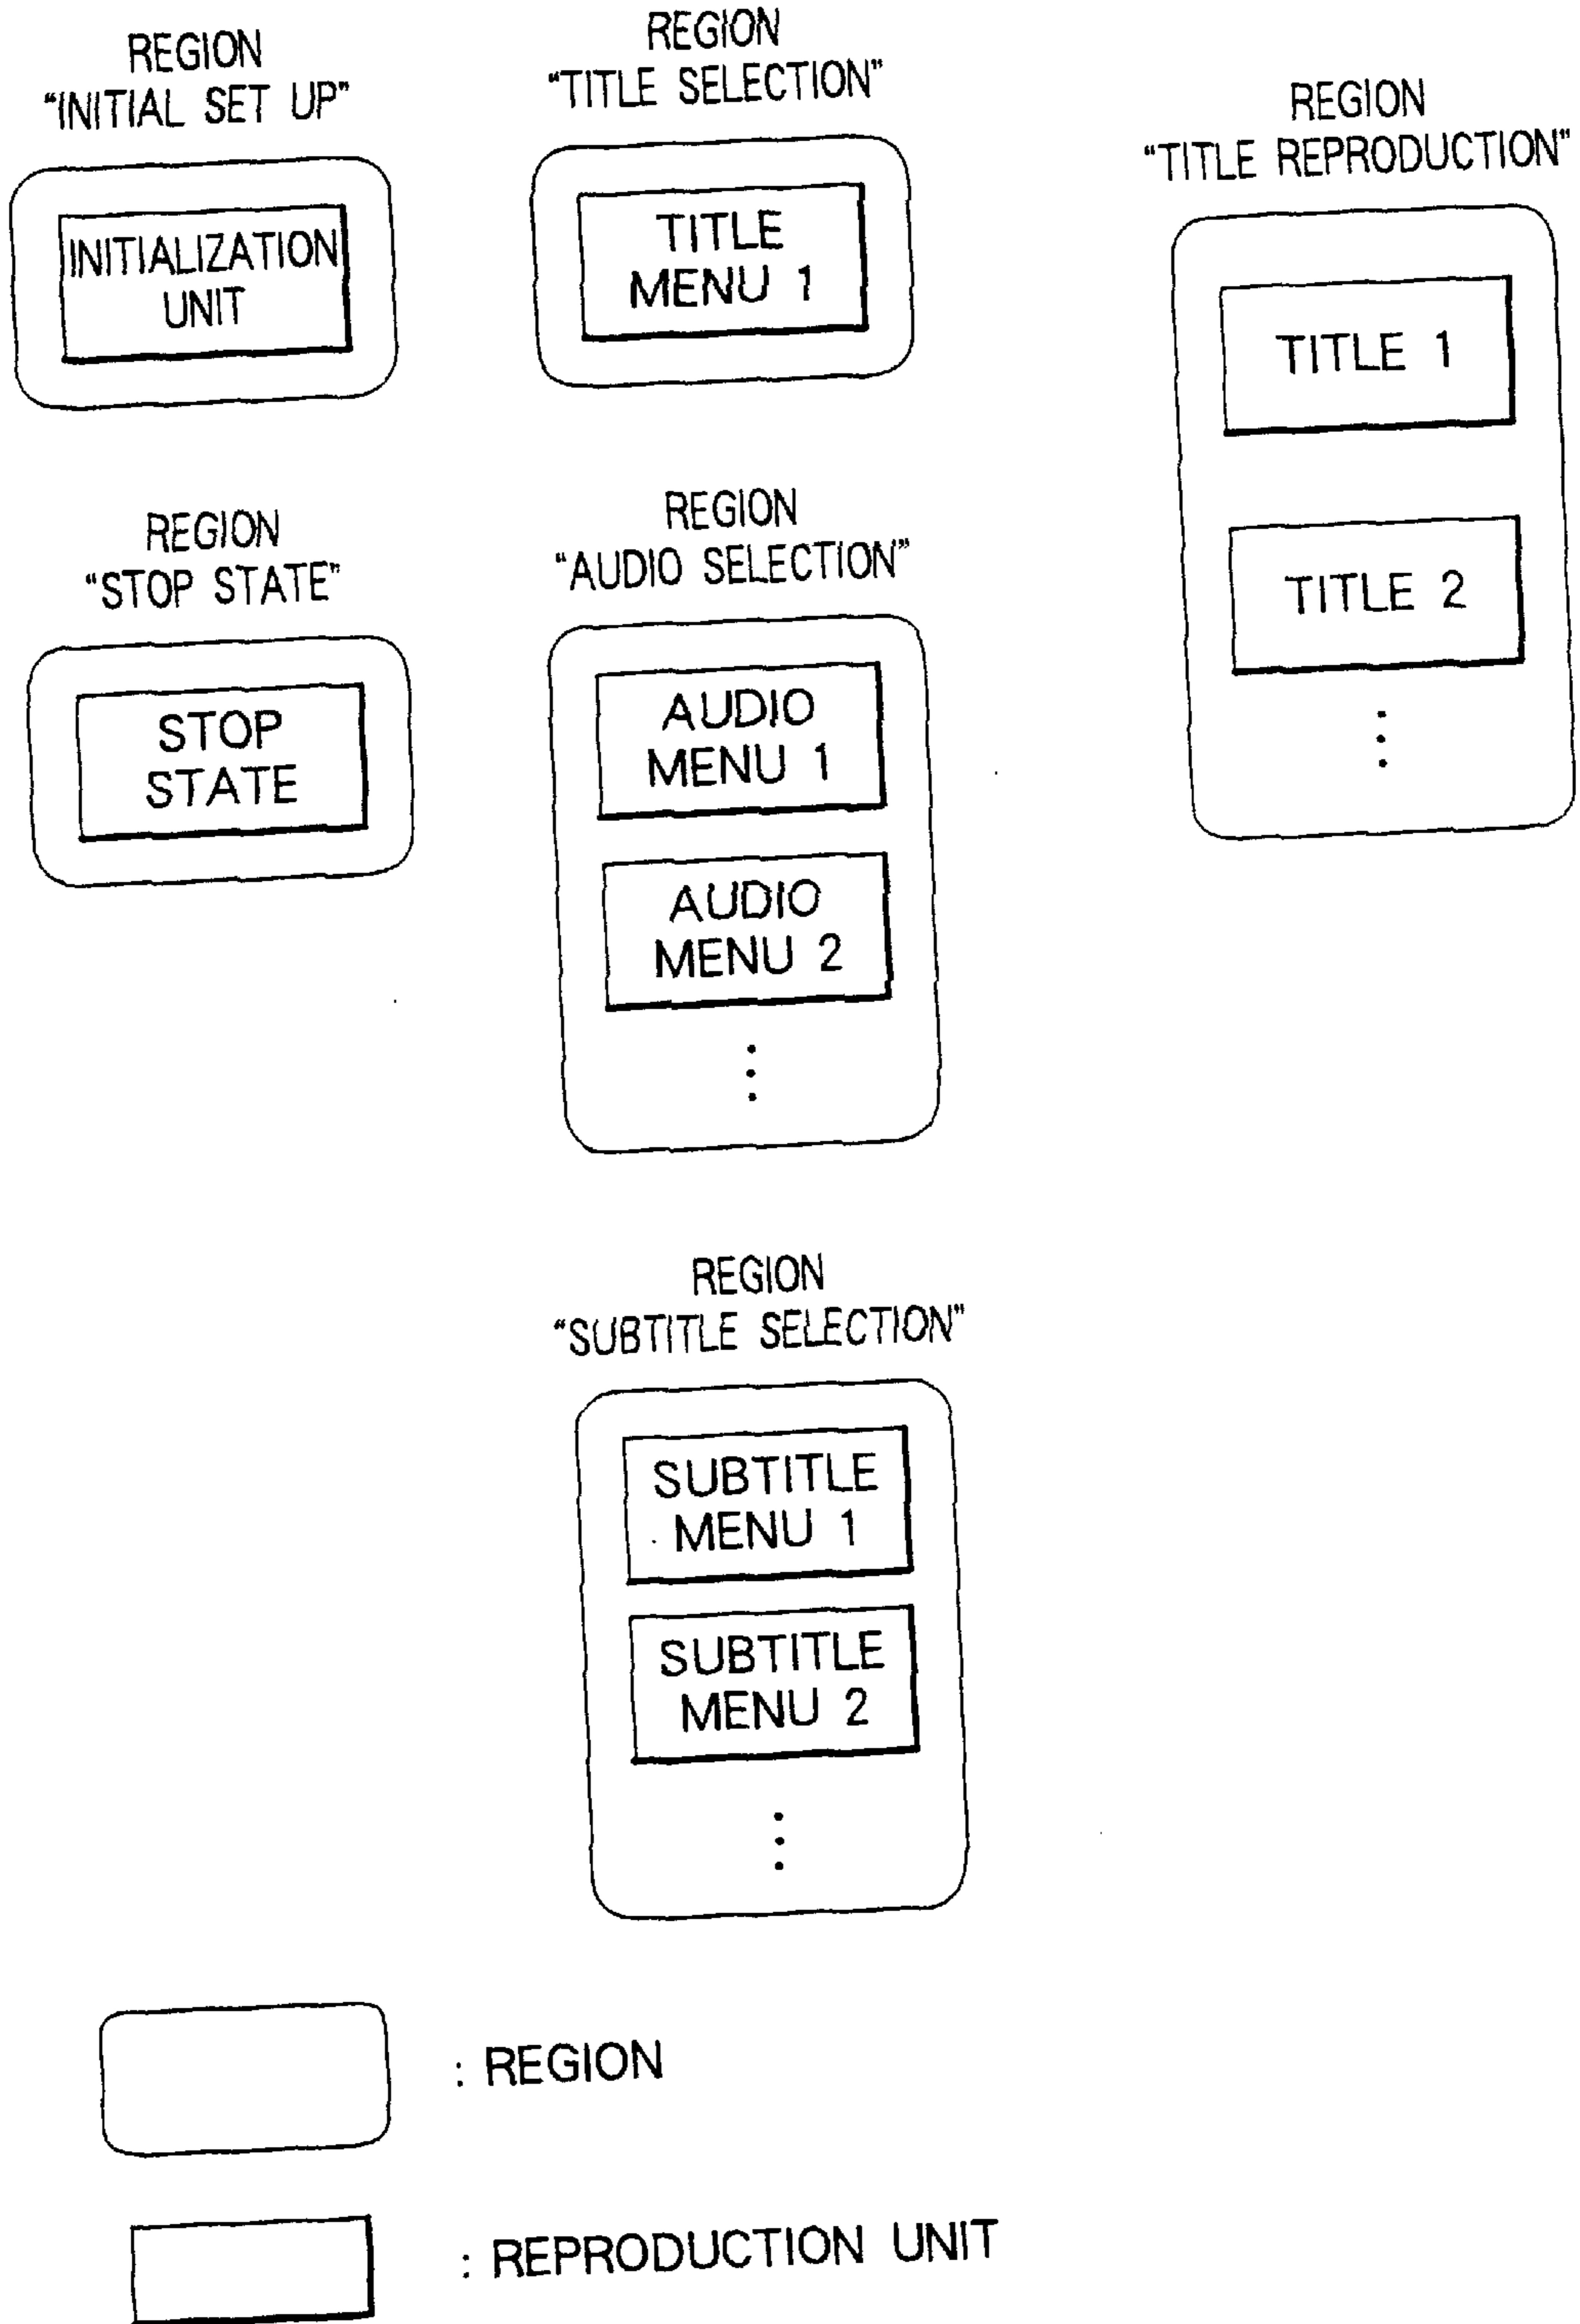 REGION
“INITIAL SET UP”
INITIALIZATION
UNIT
REGION
“TITLE SELECTION”
TITLE
MENU 1
REGION
“TITLE REPRODUCTION”
TITLE 1
TITLE 2
REGION
“STOP STATE”
STOP
STATE
REGION
“AUDIO SELECTION”
AUDIO
MENU 1
AUDIO
MENU 2
REGION
“SUBTITLE SELECTION”
SUBTITLE
MENU 1
SUBTITLE
MENU 2
: REGION
: REPRODUCTION UNIT